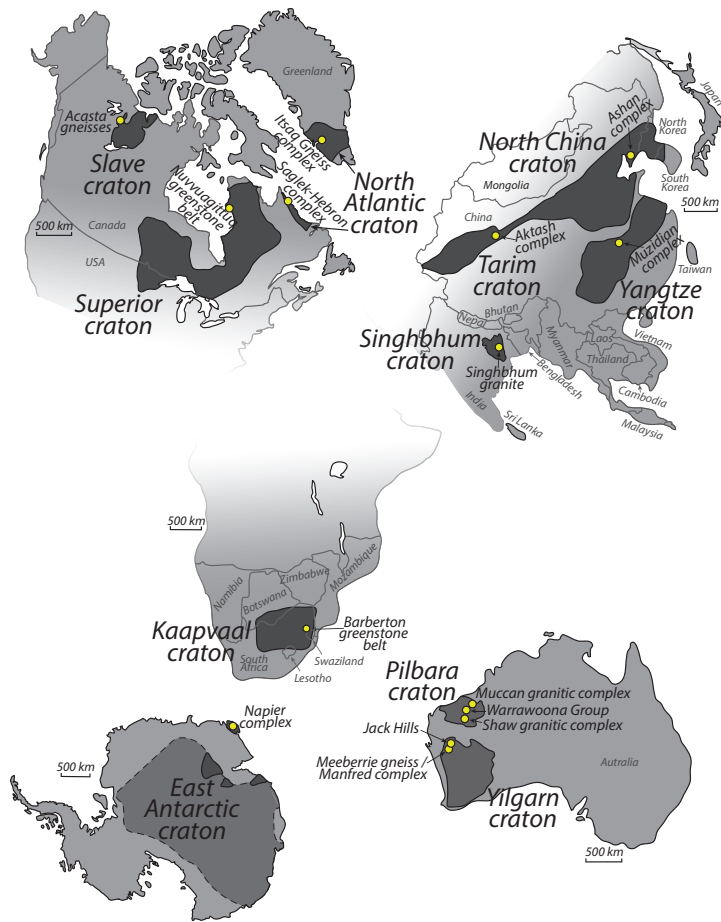 Greenland
Acasta
gneisses
Slave
craton
Itsaq Gneiss
complex
Nuvvuagittuq
greenstone
belt
Saglek-Hebron
complex
North
Atlantic
craton
500 km
Canada
USA
Superior
craton
Japan
Ashan
complex
North
Korea
North China
craton
South
Korea
Mongolia
500 km
China
Aktash
complex
Muzidian
complex
Tarim
craton
Taiwan
Yangtze
craton
Bhutan
Nepal
Singhbhum
craton
Myanmar
Laos
Vietnam
Thailand
Singhbhum
granite
Bengladesh
Cambodia
India
Sri Lanka
Malaysia
500 km
Namibia
Botswana
Zimbabwe
Mozambique
Kaapvaal
craton
Barberton
greenstone
belt
South
Africa
Swaziland
Lesotho
Napier
complex
500 km
East
Antarctic
craton
Pilbara
craton
Muccan granitic complex
Warrawoona Group
Shaw granitic complex
Jack Hills
Meeberrie gneiss /
Manfred complex
Autralia
Yilgarn
craton
500 km